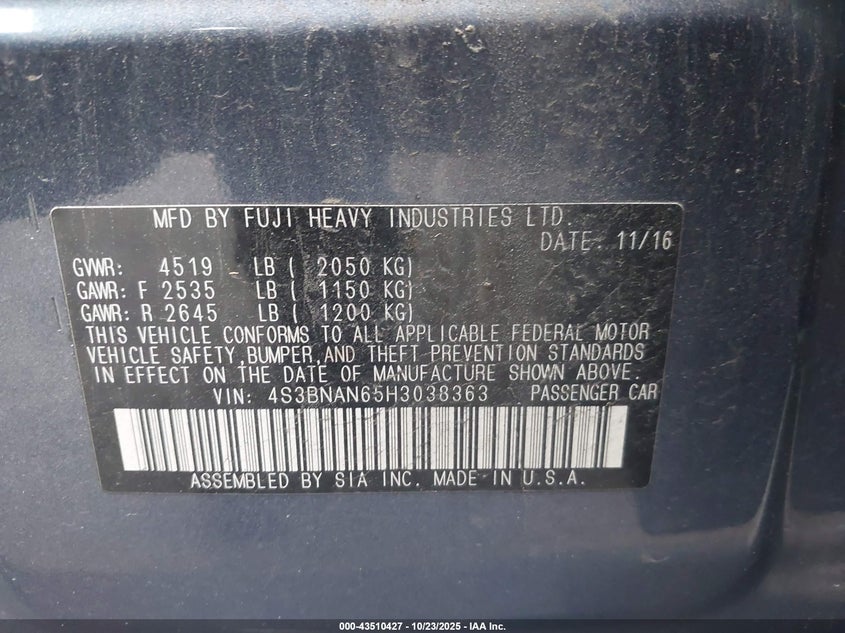 MFD BY FUJI HEAVY INDUSTRIES LTD.
DATE: 11/16
GVWR: 4519 LB ( 2050 KG)
GAWR: F 2535 LB ( 1150 KG)
GAWR: R 2645 LB ( 1200 KG)
THIS VEHICLE CONFORMS TO ALL APPLICABLE FEDERAL MOTOR
VEHICLE SAFETY,BUMPER,AND THEFT PREVENTION STANDARDS
IN EFFECT ON THE DATE OF MANUFACTURE SHOWN ABOVE.
VIN: 4S3BNAN65H3038363 PASSENGER CAR
ASSEMBLED BY SIA INC. MADE IN U.S.A.
000-43510427 - 10/23/2025 - IAA Inc.